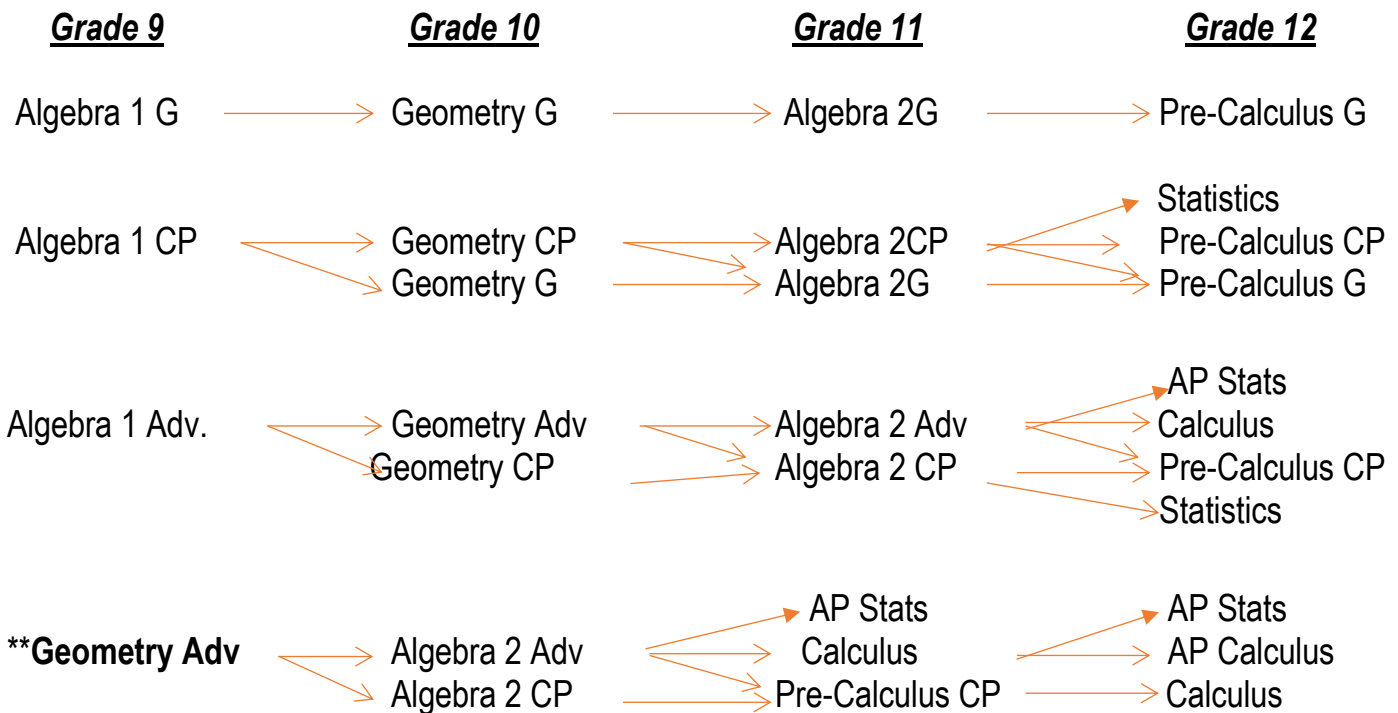 Grade 9 Grade 10 Grade 11 Grade 12
Algebra 1 G Geometry G Algebra 2G Pre-Calculus G
Statistics
Algebra 1 CP Geometry CP Algebra 2CP Pre-Calculus CP
Geometry G Algebra 2G Pre-Calculus G
AP Stats
Algebra 1 Adv. Geometry Adv Algebra 2 Adv Calculus
Geometry CP Algebra 2 CP Pre-Calculus CP
Statistics
AP Stats AP Stats
**Geometry Adv Algebra 2 Adv Calculus AP Calculus
Algebra 2 CP Pre-Calculus CP Calculus